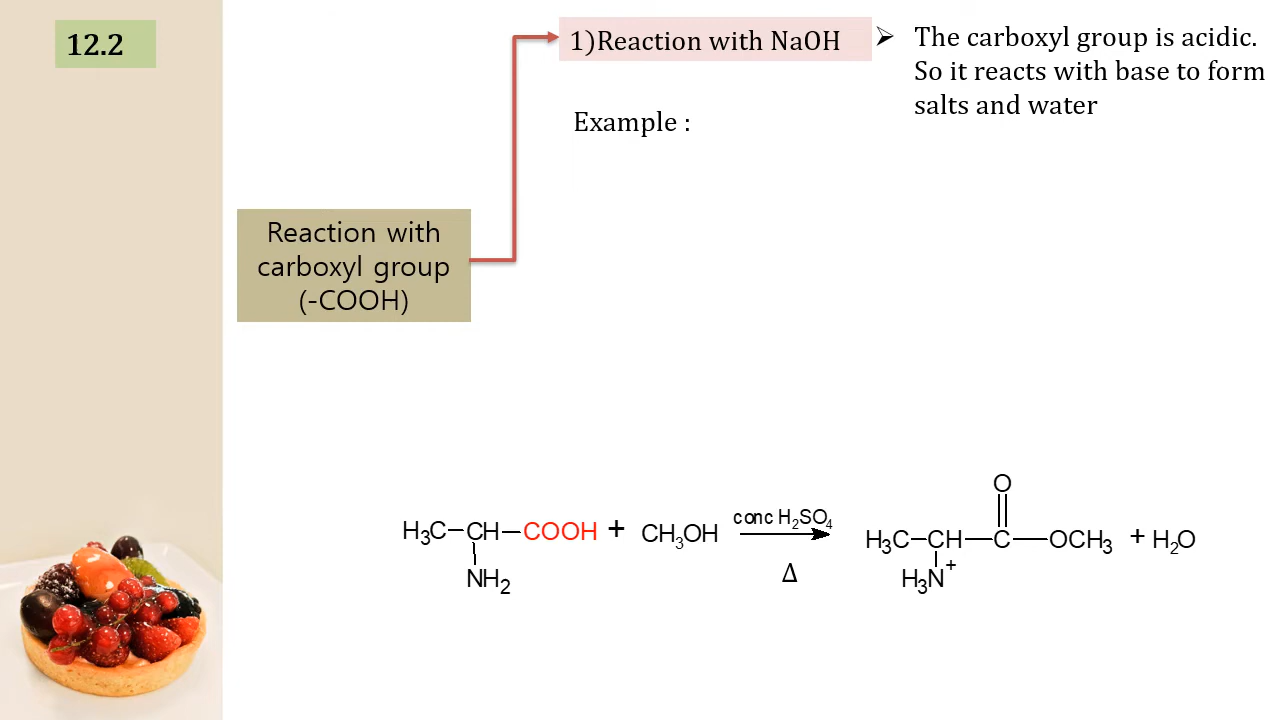 12.2
1)Reaction with NaOH
➢ The carboxyl group is acidic.
So it reacts with base to form
salts and water
Example :
Reaction with
carboxyl group
(-COOH)
O
conc H₂SO₄
H₃C–CH–COOH + CH₃OH H₃C–CH–C–OCH₃ + H₂O
Δ
NH₂ H₃N⁺